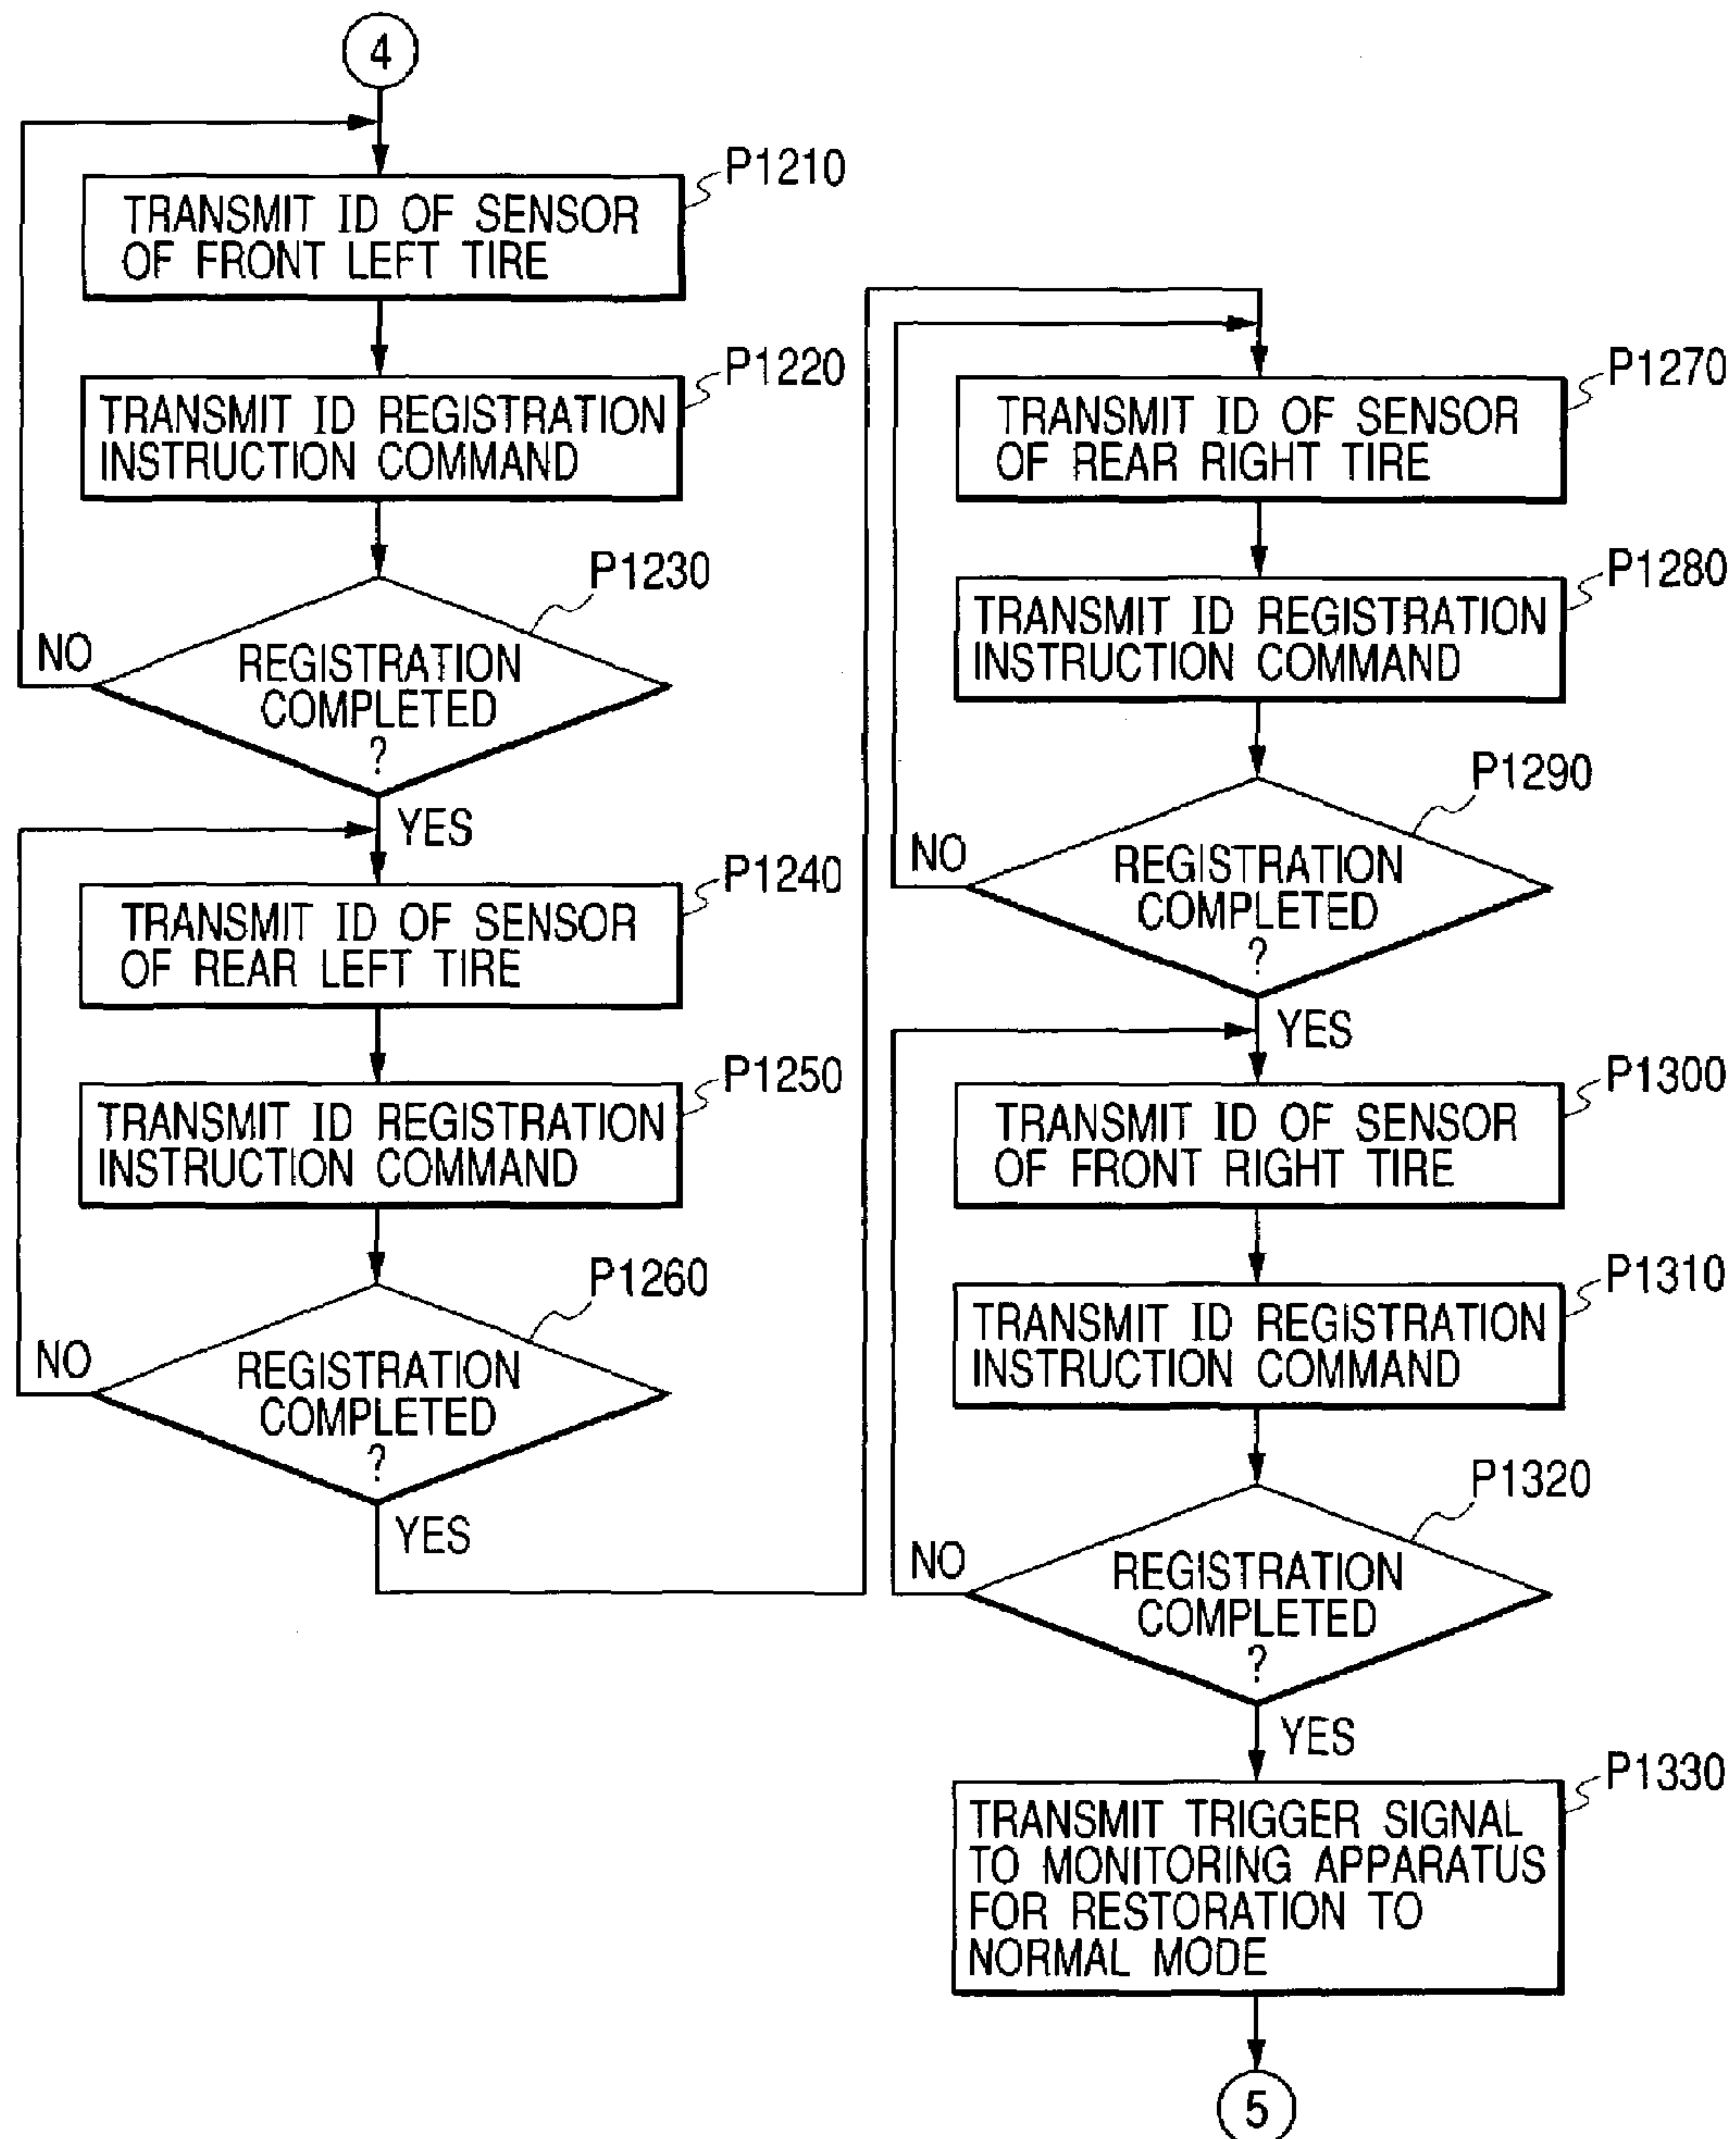 4
P1210
TRANSMIT ID OF SENSOR
OF FRONT LEFT TIRE
P1220
TRANSMIT ID REGISTRATION
INSTRUCTION COMMAND
P1230
REGISTRATION
COMPLETED
?
NO
YES
P1240
TRANSMIT ID OF SENSOR
OF REAR LEFT TIRE
P1250
TRANSMIT ID REGISTRATION
INSTRUCTION COMMAND
P1260
REGISTRATION
COMPLETED
?
NO
YES
P1270
TRANSMIT ID OF SENSOR
OF REAR RIGHT TIRE
P1280
TRANSMIT ID REGISTRATION
INSTRUCTION COMMAND
P1290
REGISTRATION
COMPLETED
?
NO
YES
P1300
TRANSMIT ID OF SENSOR
OF FRONT RIGHT TIRE
P1310
TRANSMIT ID REGISTRATION
INSTRUCTION COMMAND
P1320
REGISTRATION
COMPLETED
?
NO
YES
P1330
TRANSMIT TRIGGER SIGNAL
TO MONITORING APPARATUS
FOR RESTORATION TO
NORMAL MODE
5